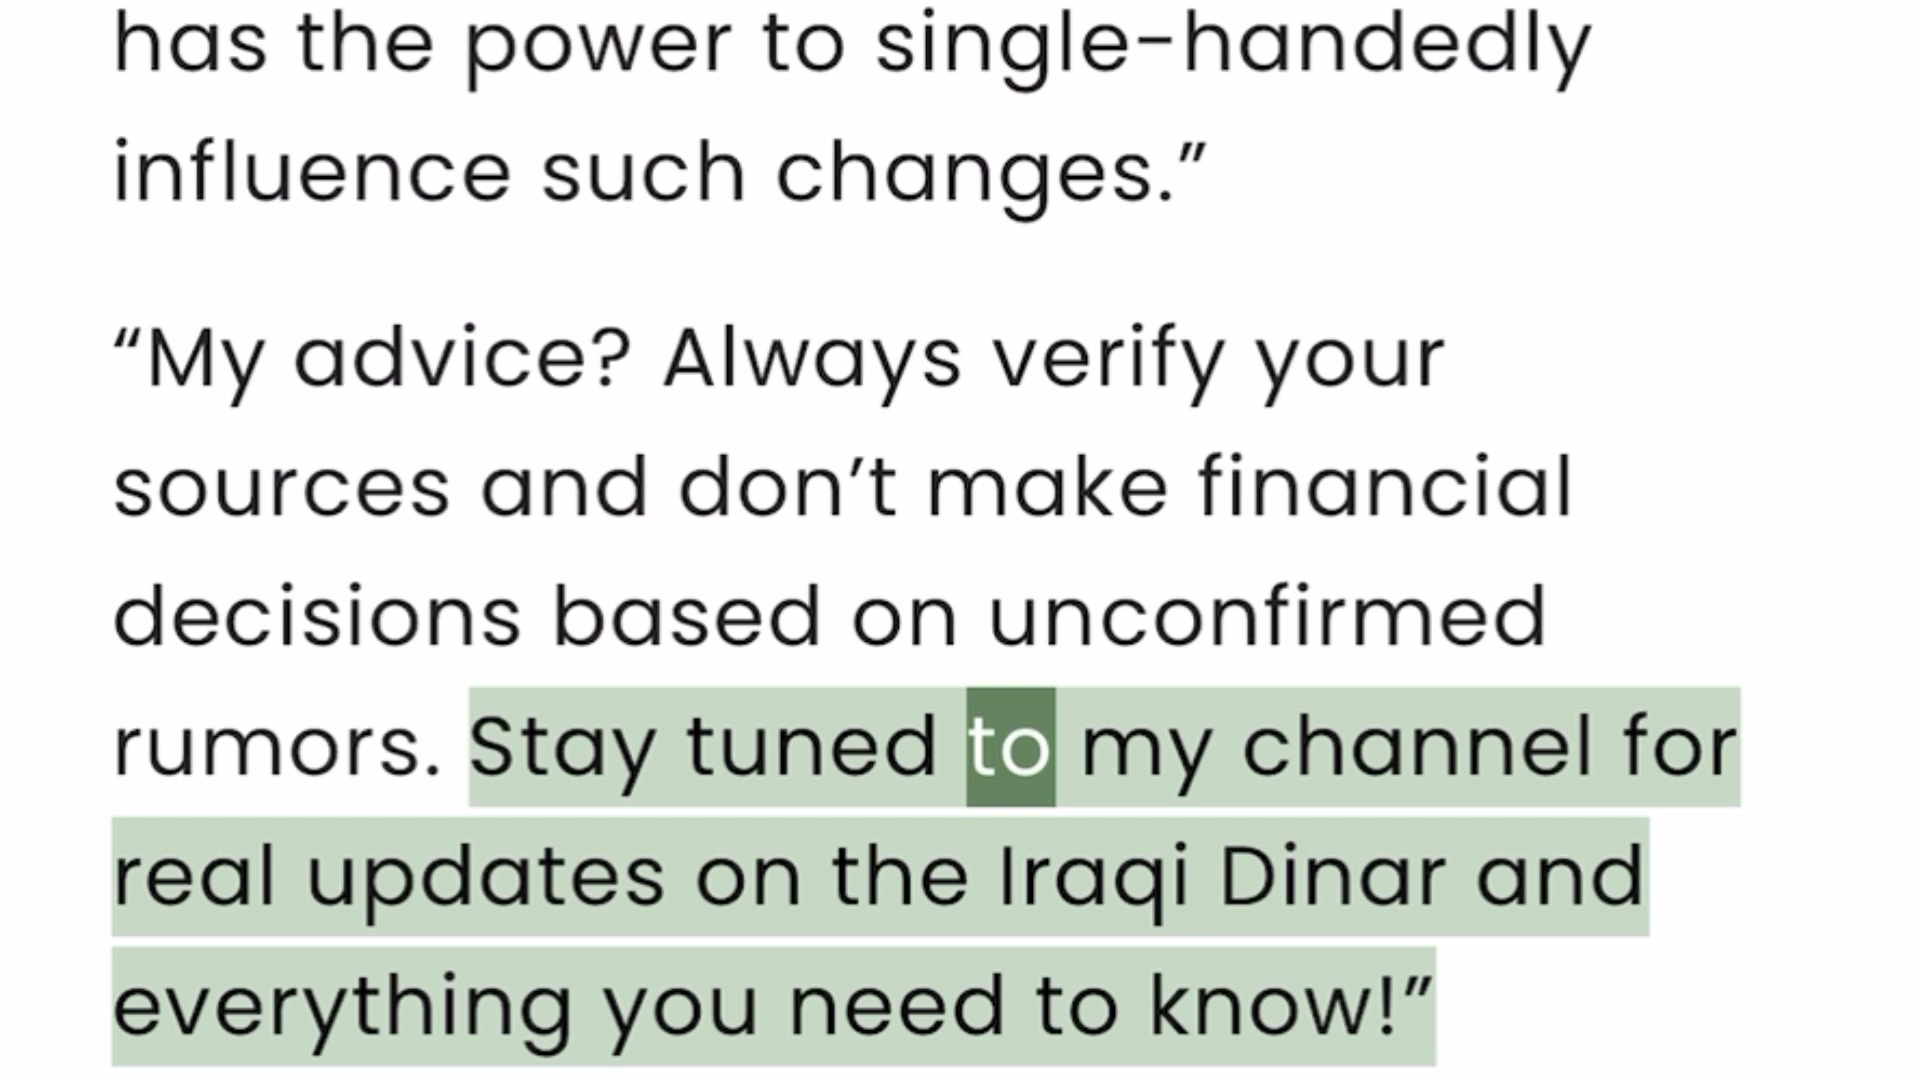 has the power to single-handedly
influence such changes.”
“My advice? Always verify your
sources and don’t make financial
decisions based on unconfirmed
rumors. Stay tuned to my channel for
real updates on the Iraqi Dinar and
everything you need to know!”